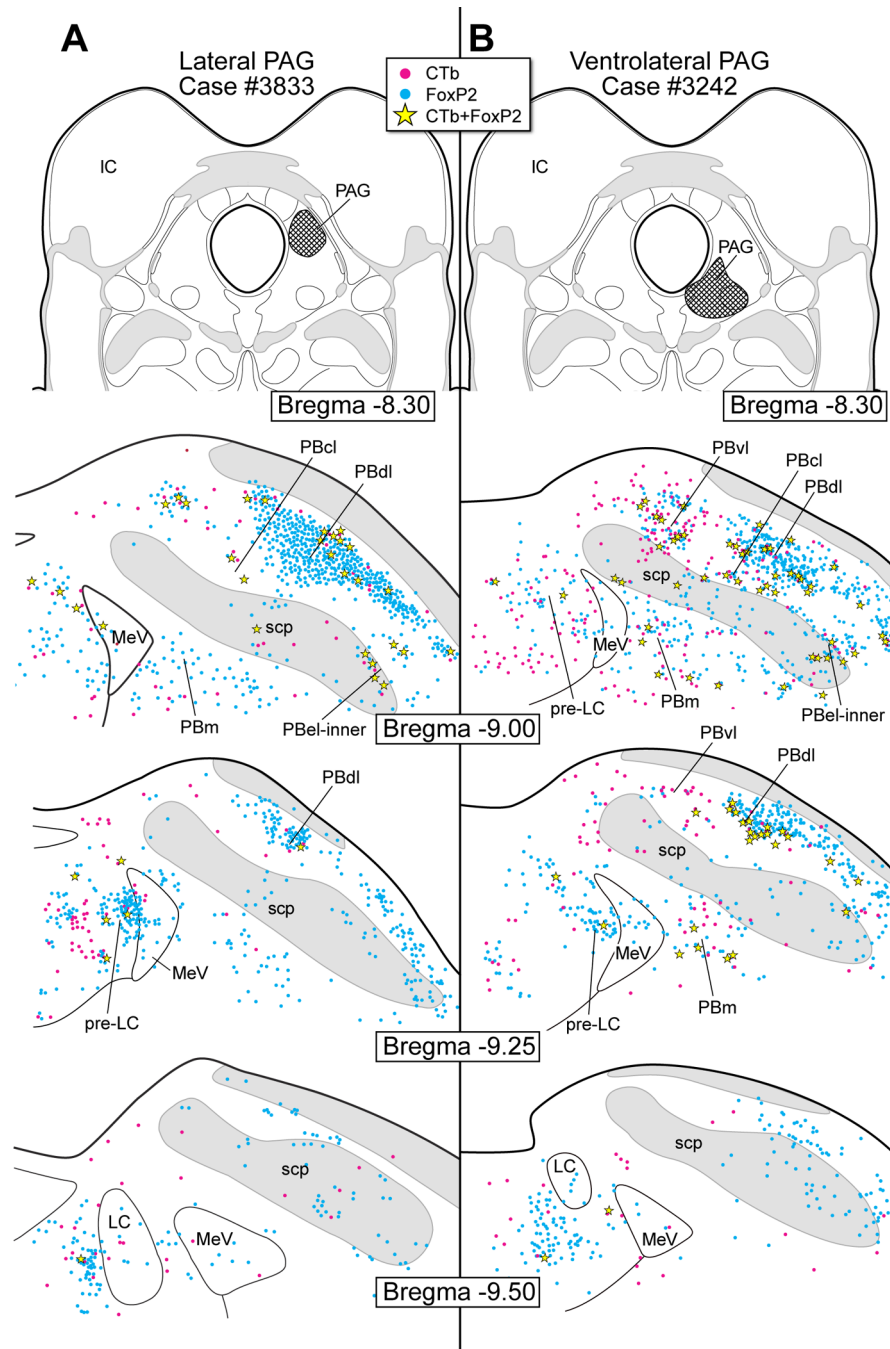 A
B
Lateral PAG
Case #3833
Ventrolateral PAG
Case #3242
CTb
FoxP2
CTb+FoxP2
IC
PAG
IC
PAG
Bregma -8.30
Bregma -8.30
PBcl
PBdl
MeV
scp
PBm
PBel-inner
PBvl
PBcl
PBdl
scp
MeV
pre-LC
PBm
PBel-inner
Bregma -9.00
PBdl
scp
MeV
pre-LC
PBvl
PBdl
scp
MeV
pre-LC
PBm
Bregma -9.25
scp
LC
MeV
scp
LC
MeV
Bregma -9.50